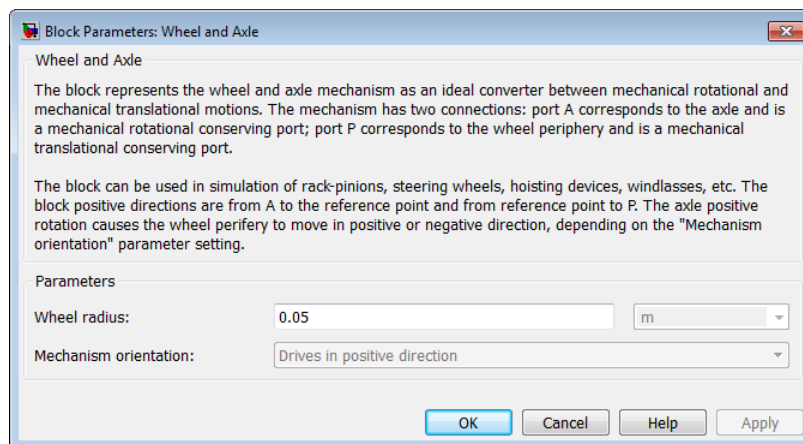 Block Parameters: Wheel and Axle
Wheel and Axle
The block represents the wheel and axle mechanism as an ideal converter between mechanical rotational and
mechanical translational motions. The mechanism has two connections: port A corresponds to the axle and is
a mechanical rotational conserving port; port P corresponds to the wheel periphery and is a mechanical
translational conserving port.
The block can be used in simulation of rack-pinions, steering wheels, hoisting devices, windlasses, etc. The
block positive directions are from A to the reference point and from reference point to P. The axle positive
rotation causes the wheel perifery to move in positive or negative direction, depending on the "Mechanism
orientation" parameter setting.
Parameters
Wheel radius: 0.05 m
Mechanism orientation: Drives in positive direction
OK Cancel Help Apply